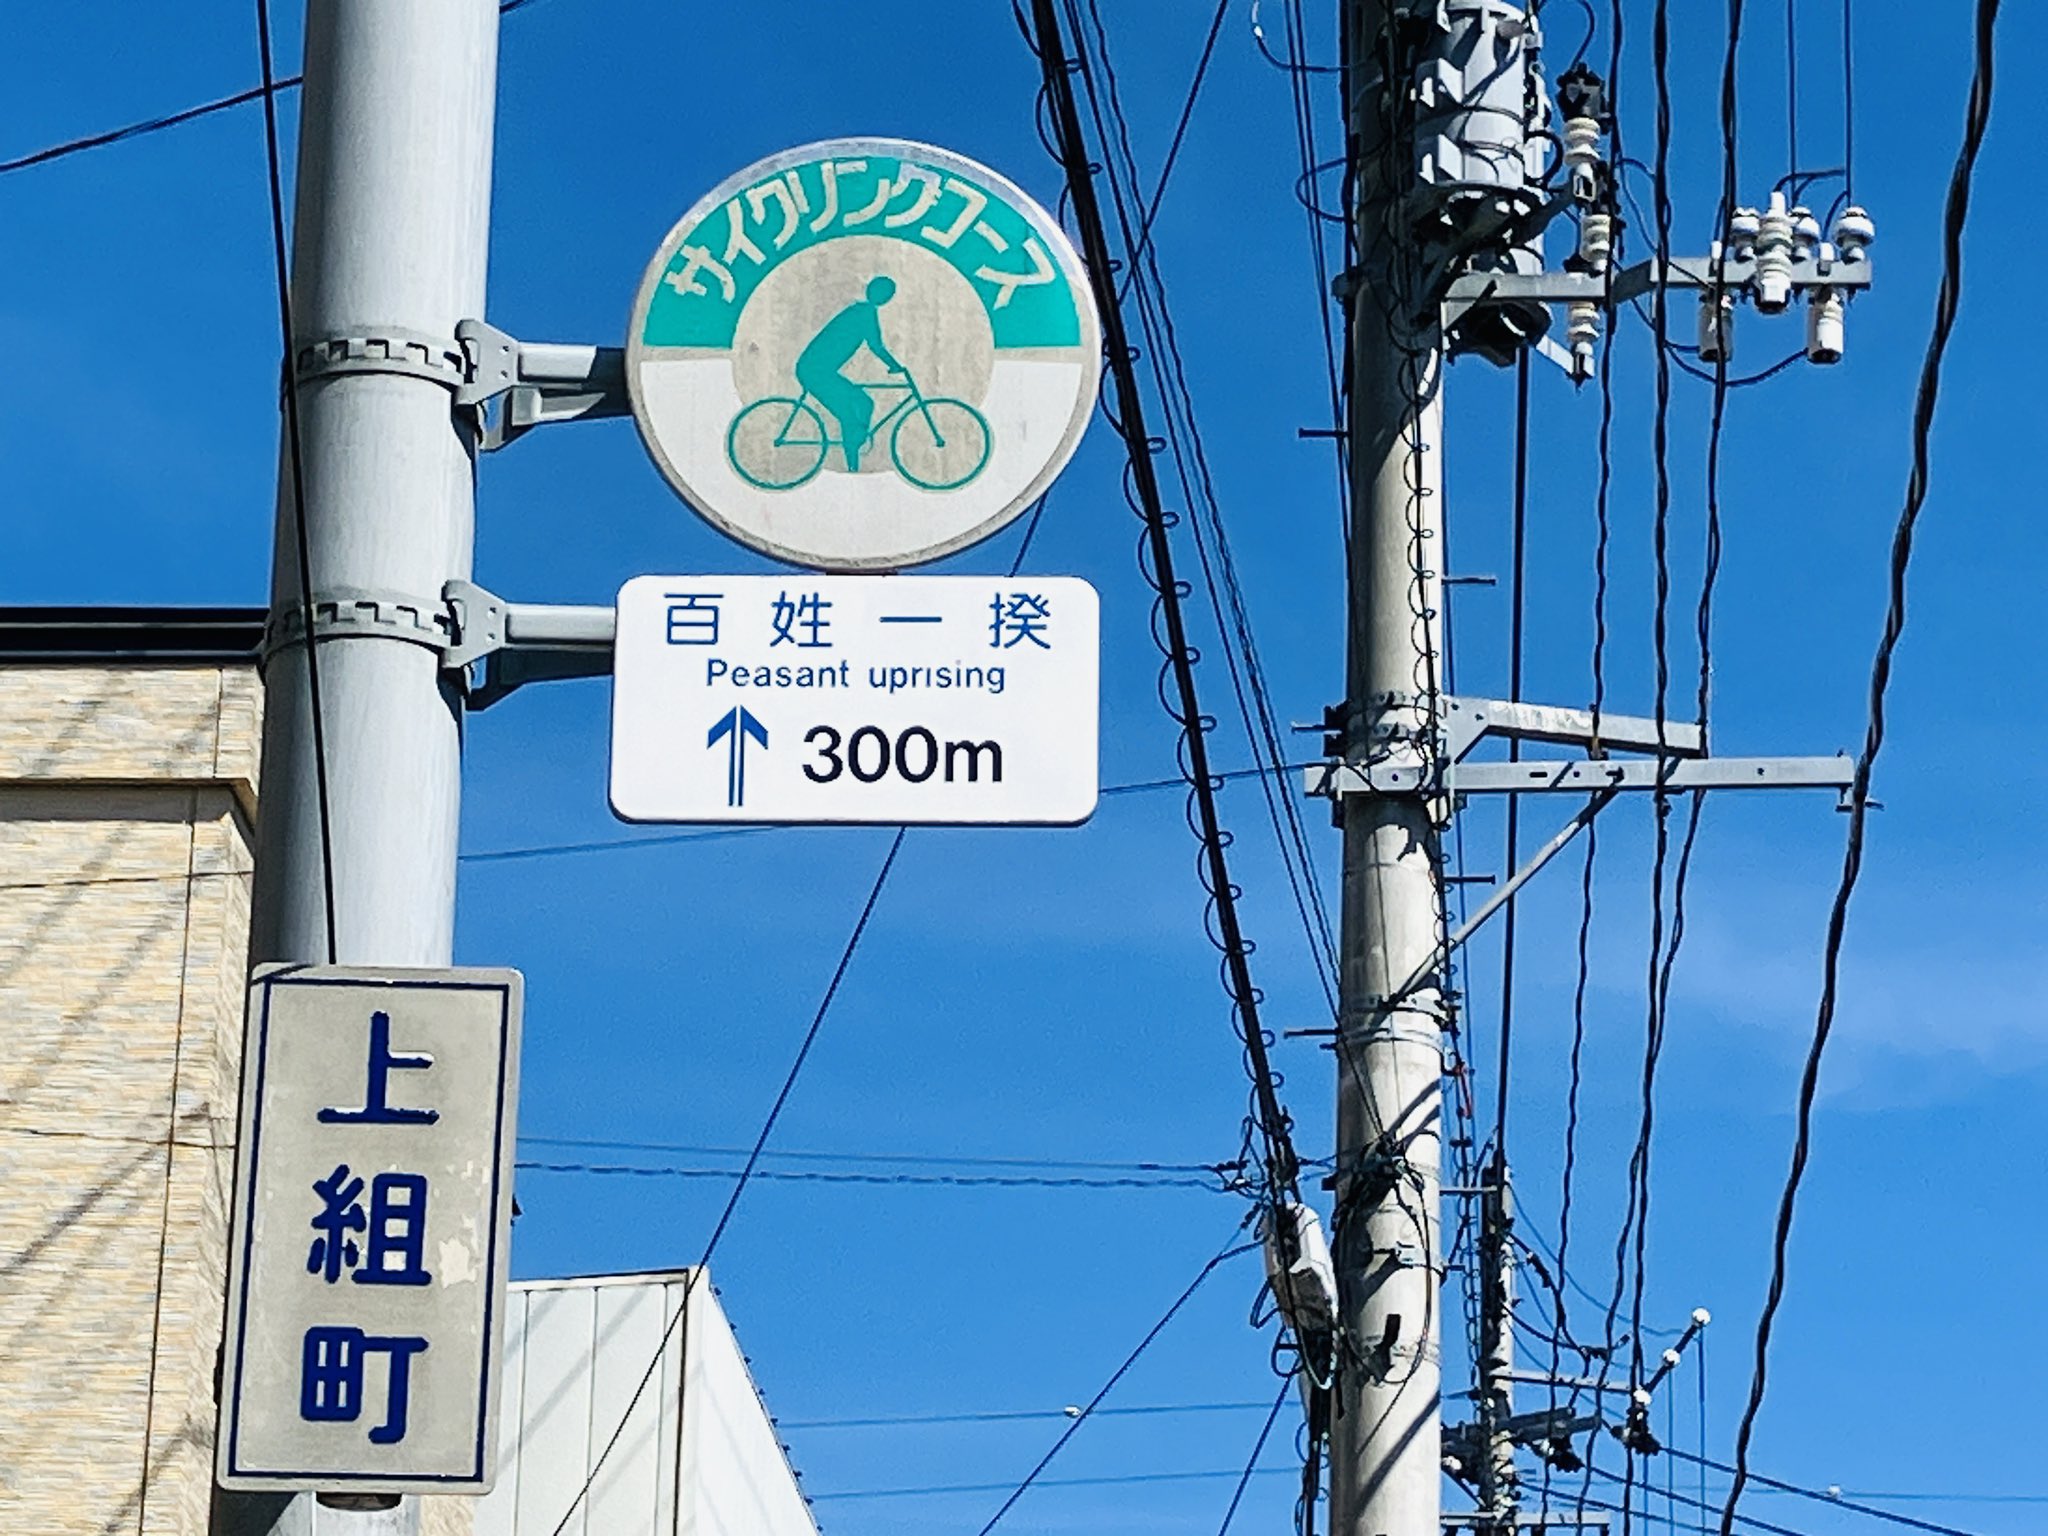 サイクリングコース
百姓一揆
Peasant uprising
↑ 300m
上組町